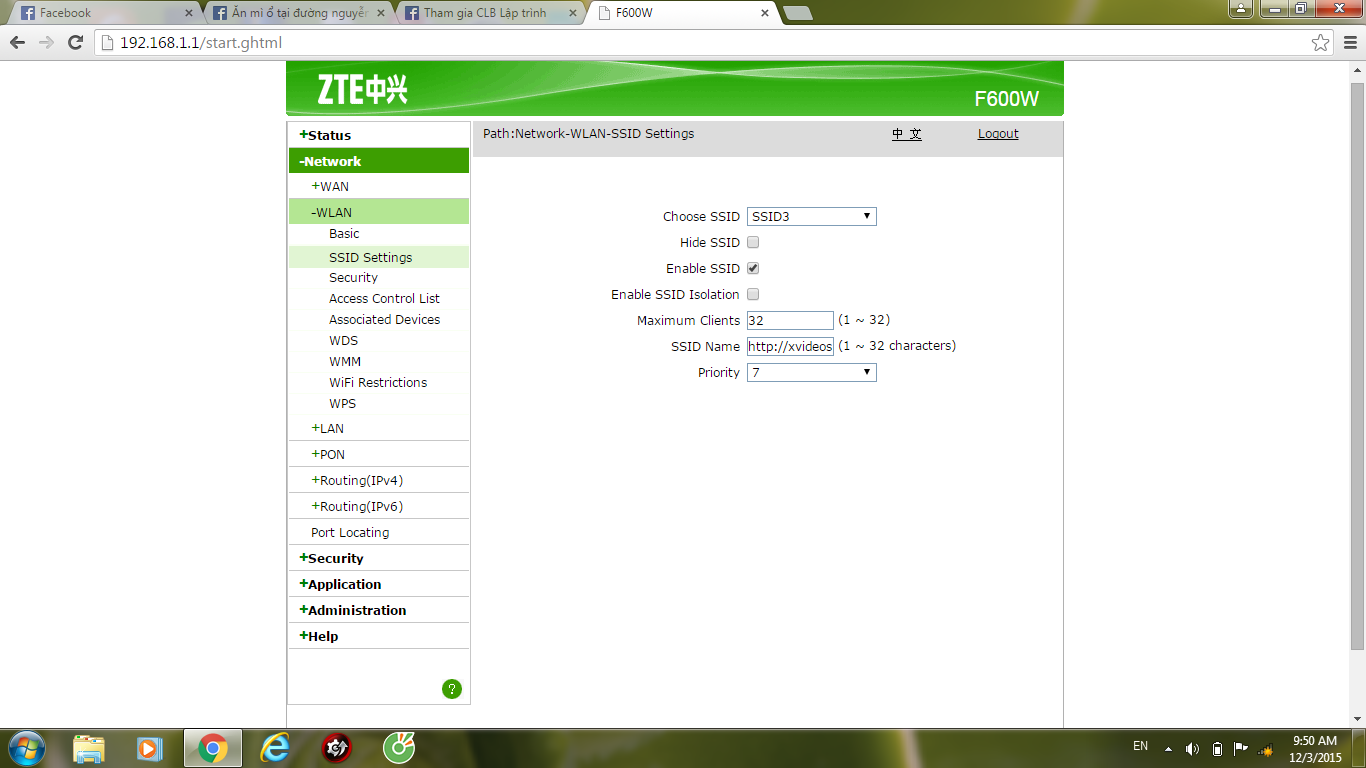 Facebook
Ăn mì ổ tại đường nguyễn
Tham gia CLB Lập trình
F600W
192.168.1.1/start.ghtml
ZTE中兴
F600W
+Status
Path:Network-WLAN-SSID Settings
中 文
Logout
-Network
+WAN
-WLAN
Basic
SSID Settings
Security
Access Control List
Associated Devices
WDS
WMM
WiFi Restrictions
WPS
+LAN
+PON
+Routing(IPv4)
+Routing(IPv6)
Port Locating
+Security
+Application
+Administration
+Help
?
Choose SSID SSID3
Hide SSID
Enable SSID
Enable SSID Isolation
Maximum Clients 32 (1 ~ 32)
SSID Name http://xvideos (1 ~ 32 characters)
Priority 7
EN
9:50 AM
12/3/2015